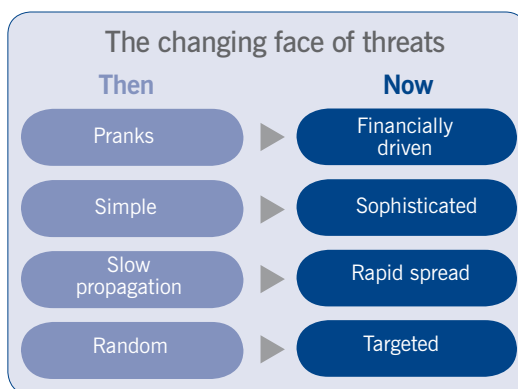 The changing face of threats
Then Now
Pranks
Financially
driven
Simple
Sophisticated
Slow
propagation
Rapid spread
Random
Targeted